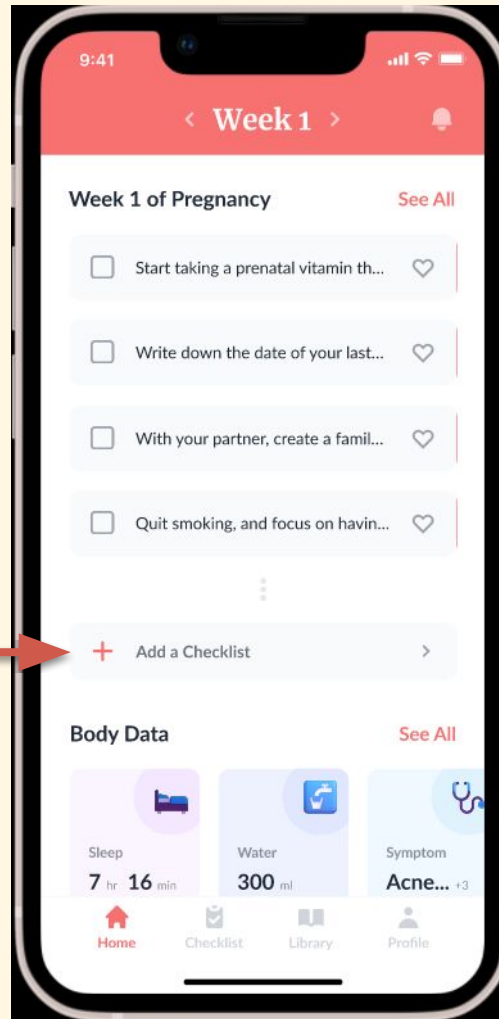 9:41
Week 1
Week 1 of Pregnancy See All
Start taking a prenatal vitamin th...
Write down the date of your last...
With your partner, create a famil...
Quit smoking, and focus on havin...
Add a Checklist
Body Data See All
Sleep Water Symptom
7 hr 16 min 300 ml Acne... +3
Home Checklist Library Profile